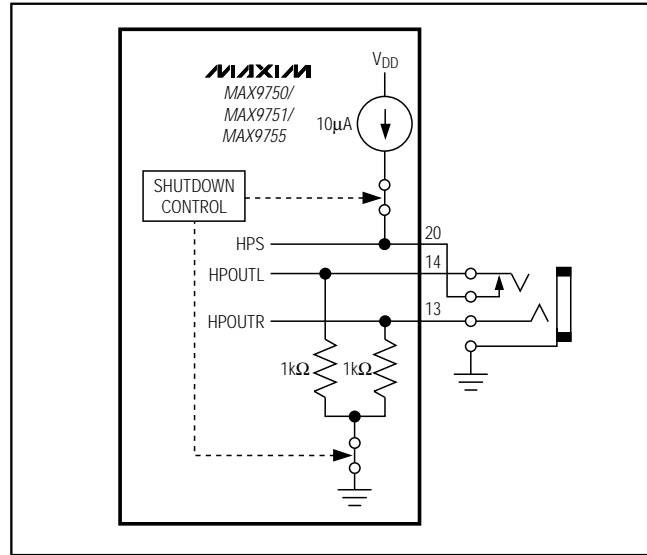 MAXIM
MAX9750/
MAX9751/
MAX9755
VDD
10μA
SHUTDOWN
CONTROL
HPS
20
HPOUTL
14
HPOUTR
13
1kΩ
1kΩ